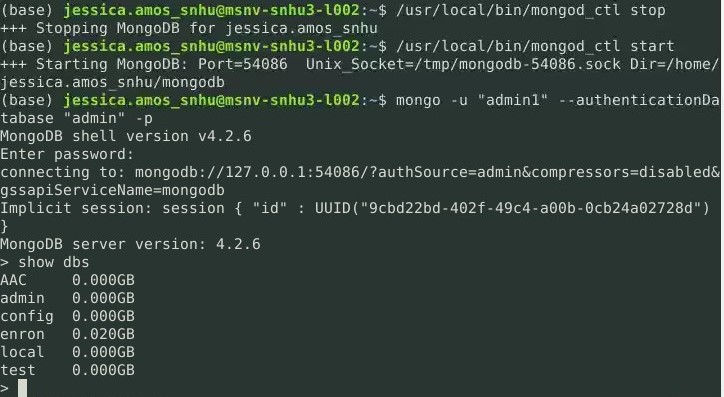 (base) jessica.amos_snhu@msnv-snhu3-l002:~$ /usr/local/bin/mongod_ctl stop
+++ Stopping MongoDB for jessica.amos_snhu
(base) jessica.amos_snhu@msnv-snhu3-l002:~$ /usr/local/bin/mongod_ctl start
+++ Starting MongoDB: Port=54086  Unix_Socket=/tmp/mongodb-54086.sock Dir=/home/
jessica.amos_snhu/mongodb
(base) jessica.amos_snhu@msnv-snhu3-l002:~$ mongo -u "admin1" --authenticationDa
tabase "admin" -p
MongoDB shell version v4.2.6
Enter password:
connecting to: mongodb://127.0.0.1:54086/?authSource=admin&compressors=disabled&
gssapiServiceName=mongodb
Implicit session: session { "id" : UUID("9cbd22bd-402f-49c4-a00b-0cb24a02728d")
}
MongoDB server version: 4.2.6
> show dbs
AAC     0.000GB
admin   0.000GB
config  0.000GB
enron   0.020GB
local   0.000GB
test    0.000GB
>